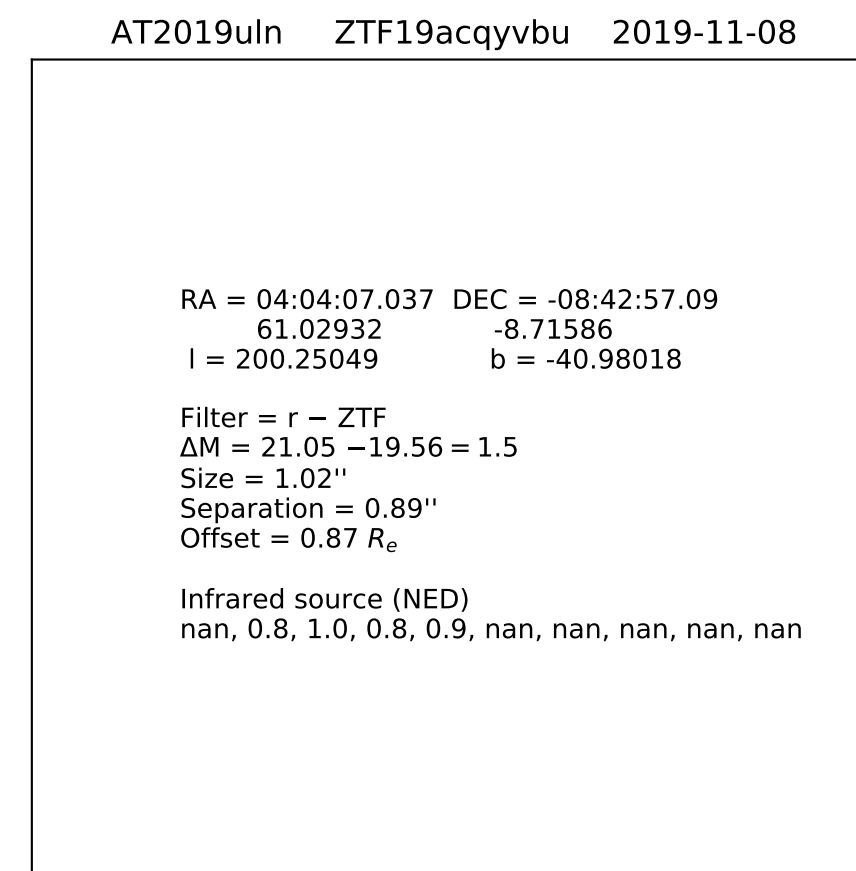 AT2019uln ZTF19acqyvbu 2019-11-08
RA = 04:04:07.037 DEC = -08:42:57.09
61.02932 -8.71586
l = 200.25049 b = -40.98018
Filter = r − ZTF
ΔM = 21.05 −19.56 = 1.5
Size = 1.02''
Separation = 0.89''
Offset = 0.87 Rₑ
Infrared source (NED)
nan, 0.8, 1.0, 0.8, 0.9, nan, nan, nan, nan, nan